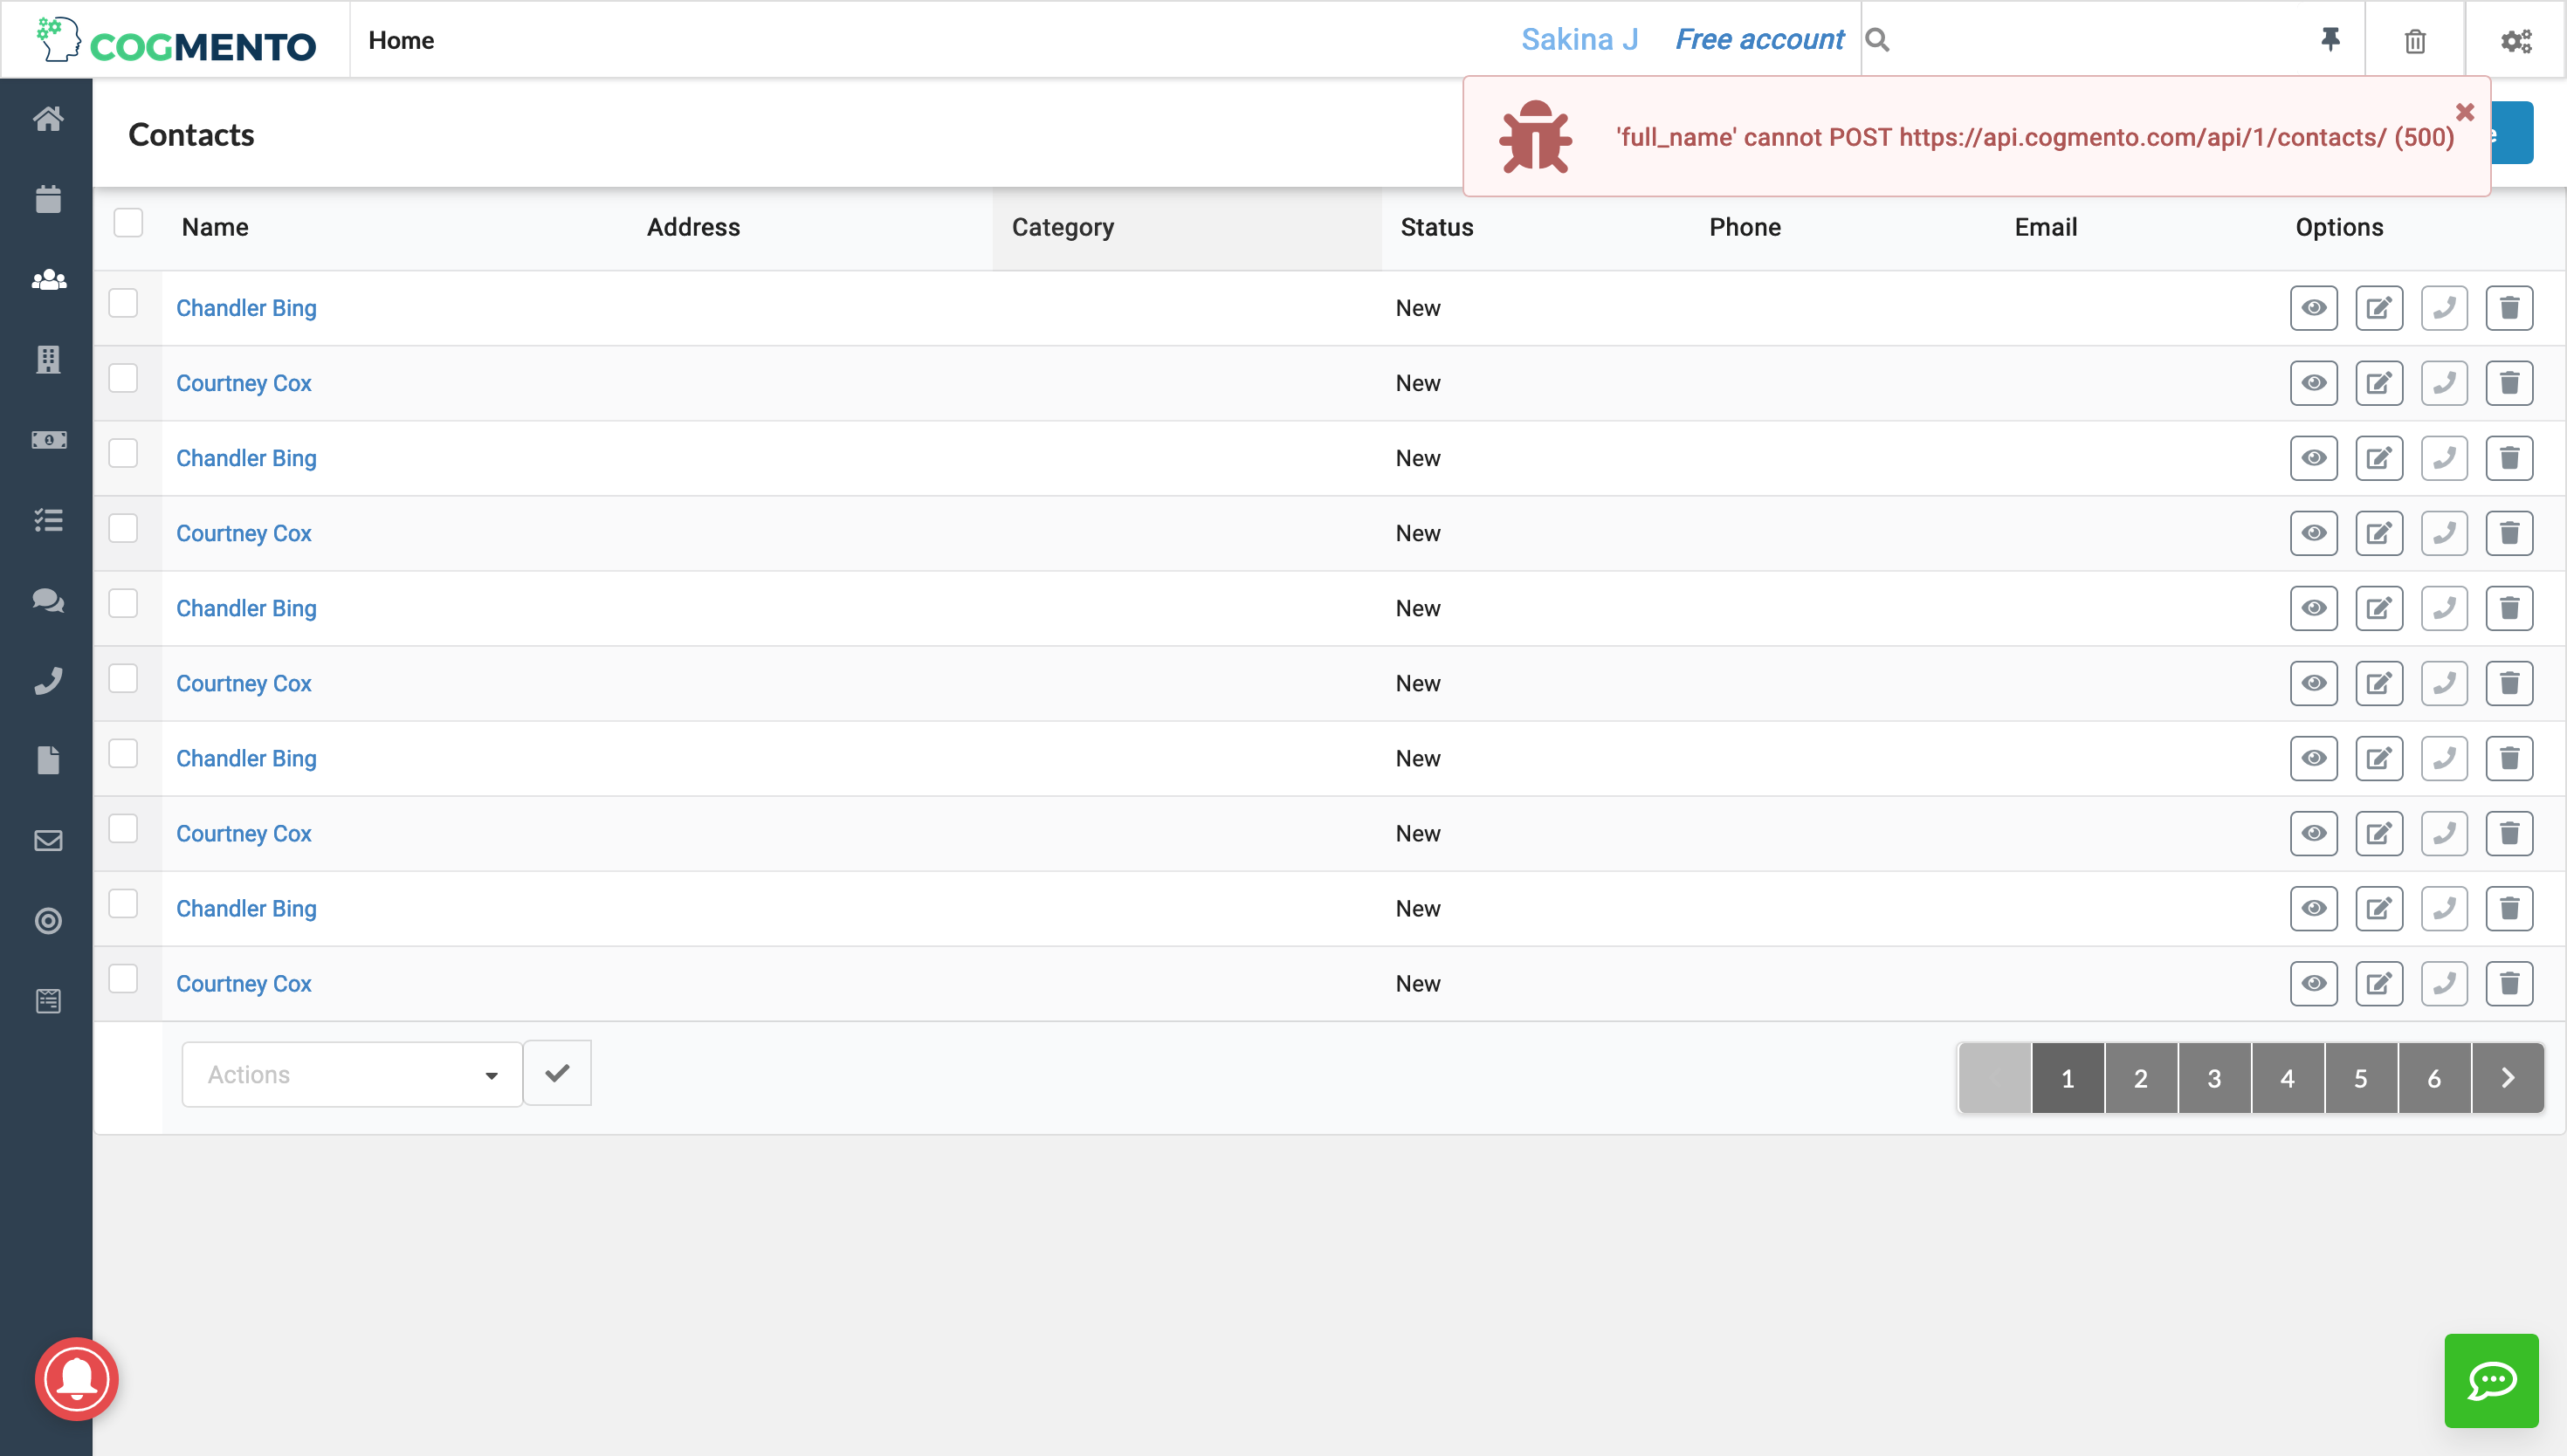 COGMENTO
Home
Sakina J
Free account
Contacts
'full_name' cannot POST https://api.cogmento.com/api/1/contacts/ (500)
Name Address Category Status Phone Email Options
Chandler Bing New
Courtney Cox New
Chandler Bing New
Courtney Cox New
Chandler Bing New
Courtney Cox New
Chandler Bing New
Courtney Cox New
Chandler Bing New
Courtney Cox New
Actions
1 2 3 4 5 6